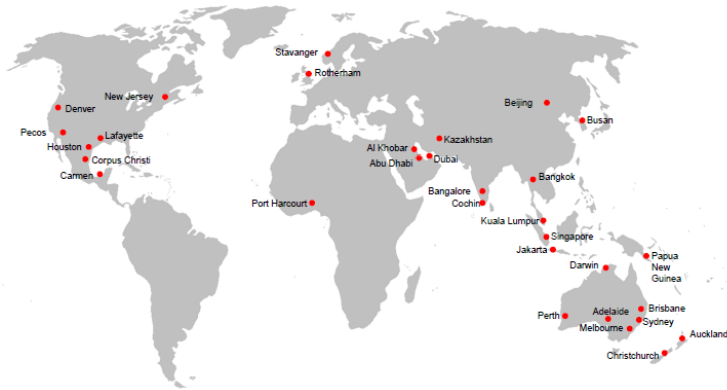 Stavanger
Rotherham
New Jersey
Denver
Beijing
Busan
Pecos
Lafayette
Houston
Kazakhstan
Al Khobar
Dubai
Abu Dhabi
Corpus Christi
Carmen
Bangkok
Bangalore
Cochin
Port Harcourt
Kuala Lumpur
Singapore
Jakarta
Papua
New
Guinea
Darwin
Brisbane
Adelaide
Perth
Sydney
Melbourne
Auckland
Christchurch